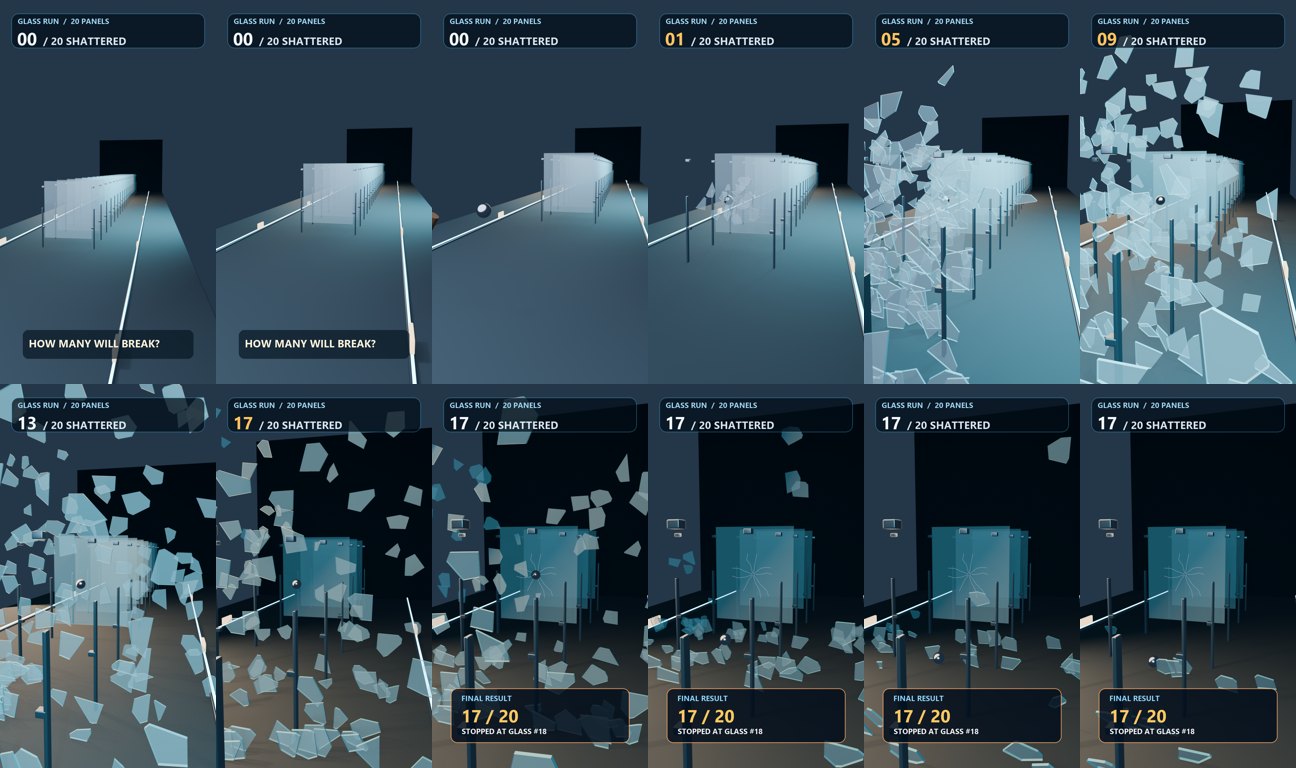 GLASS RUN / 20 PANELS
00 / 20 SHATTERED
HOW MANY WILL BREAK?
GLASS RUN / 20 PANELS
00 / 20 SHATTERED
HOW MANY WILL BREAK?
GLASS RUN / 20 PANELS
00 / 20 SHATTERED
GLASS RUN / 20 PANELS
01 / 20 SHATTERED
GLASS RUN / 20 PANELS
05 / 20 SHATTERED
GLASS RUN / 20 PANELS
09 / 20 SHATTERED
GLASS RUN / 20 PANELS
13 / 20 SHATTERED
GLASS RUN / 20 PANELS
17 / 20 SHATTERED
GLASS RUN / 20 PANELS
17 / 20 SHATTERED
FINAL RESULT
17 / 20
STOPPED AT GLASS #18
GLASS RUN / 20 PANELS
17 / 20 SHATTERED
FINAL RESULT
17 / 20
STOPPED AT GLASS #18
GLASS RUN / 20 PANELS
17 / 20 SHATTERED
FINAL RESULT
17 / 20
STOPPED AT GLASS #18
GLASS RUN / 20 PANELS
17 / 20 SHATTERED
FINAL RESULT
17 / 20
STOPPED AT GLASS #18